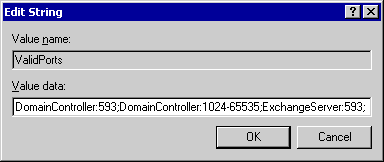 Edit String
Value name:
ValidPorts
Value data:
DomainController:593;DomainController:1024-65535;ExchangeServer:593;
OK Cancel